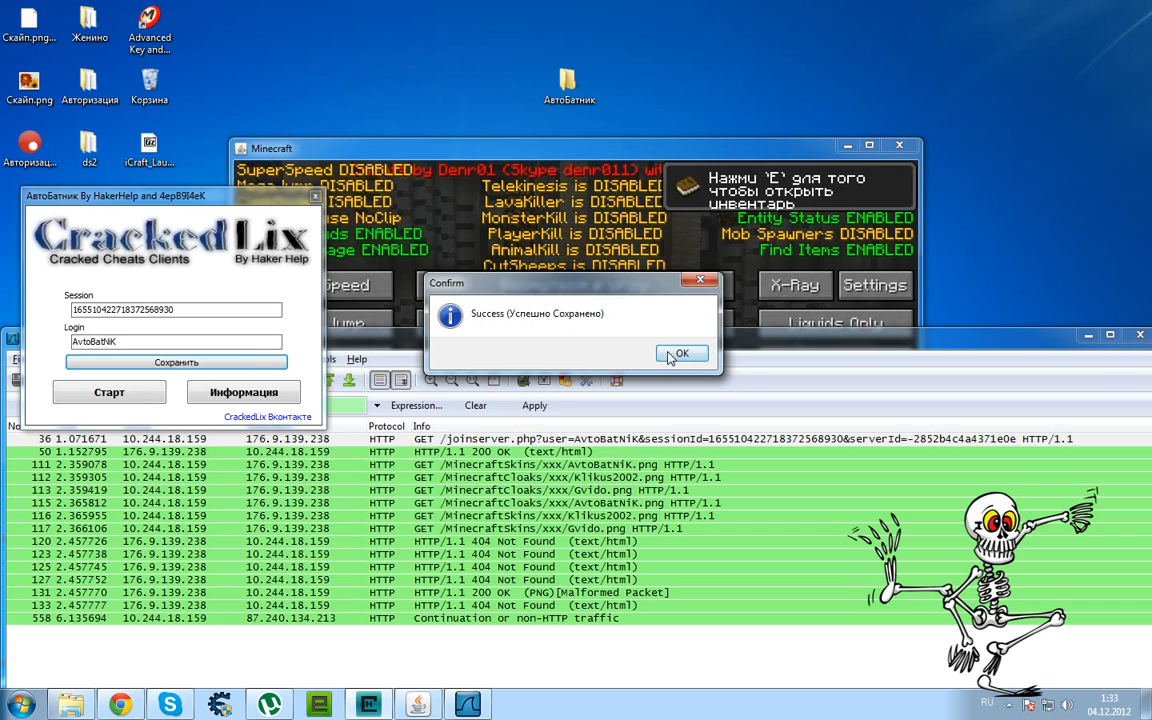 Скайп.png...
Женино
Advanced
Key and...
Скайп.png
Авторизация
Корзина
АвтоБатник
Авторизац...
ds2
iCraft_Lau...
Minecraft
SuperSpeed DISABLED
by Denr01 (Skype denr011)
DISABLED
Telekinesis is DISABLED
LavaKiller is DISABLED
use NoClip
MonsterKill is DISABLED
ENABLED
PlayerKill is DISABLED
ENABLED
AnimalKill is DISABLED
CutSheeps is DISABLED
Нажми 'E' для того
чтобы открыть
инвентарь
Entity Status ENABLED
Mob Spawners DISABLED
Find Items ENABLED
Speed
X-Ray
Settings
Jump
Liquids Only
АвтоБатник By HakerHelp and 4epB9I4eK
x
CrackedLix
Cracked Cheats Clients
By Haker Help
Session
165510422718372568930
Login
AvtoBatNiK
Сохранить
Старт
Информация
CrackedLix Вконтакте
Confirm
Success (Успешно Сохранено)
OK
Help
Expression...
Clear
Apply
No
Protocol
Info
36 1.071671 10.244.18.159 176.9.139.238 HTTP GET /joinserver.php?user=AvtoBatNiK&sessionId=165510422718372568930&serverId=-2852b4c4a4371e0e HTTP/1.1
50 1.152795 176.9.139.238 10.244.18.159 HTTP HTTP/1.1 200 OK (text/html)
111 2.359078 10.244.18.159 176.9.139.238 HTTP GET /MinecraftSkins/xxx/AvtoBatNiK.png HTTP/1.1
112 2.359305 10.244.18.159 176.9.139.238 HTTP GET /MinecraftCloaks/xxx/Klikus2002.png HTTP/1.1
113 2.359419 10.244.18.159 176.9.139.238 HTTP GET /MinecraftCloaks/xxx/Gvido.png HTTP/1.1
115 2.365812 10.244.18.159 176.9.139.238 HTTP GET /MinecraftCloaks/xxx/AvtoBatNiK.png HTTP/1.1
116 2.365955 10.244.18.159 176.9.139.238 HTTP GET /MinecraftSkins/xxx/Klikus2002.png HTTP/1.1
117 2.366106 10.244.18.159 176.9.139.238 HTTP GET /MinecraftSkins/xxx/Gvido.png HTTP/1.1
120 2.457726 176.9.139.238 10.244.18.159 HTTP HTTP/1.1 404 Not Found (text/html)
123 2.457738 176.9.139.238 10.244.18.159 HTTP HTTP/1.1 404 Not Found (text/html)
125 2.457745 176.9.139.238 10.244.18.159 HTTP HTTP/1.1 404 Not Found (text/html)
127 2.457752 176.9.139.238 10.244.18.159 HTTP HTTP/1.1 404 Not Found (text/html)
131 2.457770 176.9.139.238 10.244.18.159 HTTP HTTP/1.1 200 OK (PNG)[Malformed Packet]
133 2.457777 176.9.139.238 10.244.18.159 HTTP HTTP/1.1 404 Not Found (text/html)
558 6.135694 10.244.18.159 87.240.134.213 HTTP Continuation or non-HTTP traffic
RU
1:33
04.12.2012